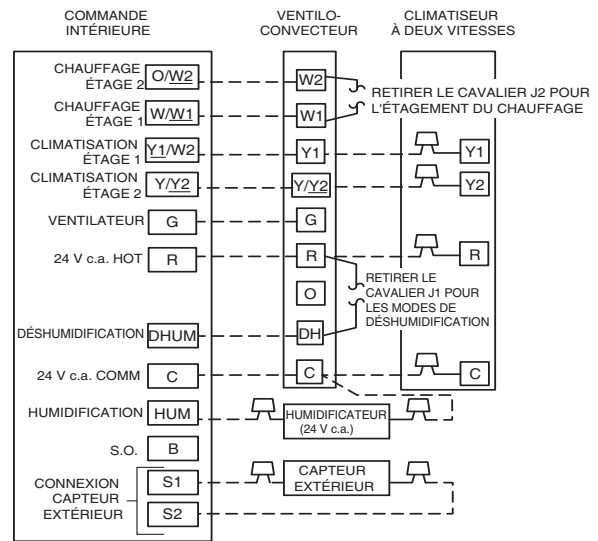 COMMANDE
INTÉRIEURE
VENTILO-
CONVECTEUR
CLIMATISEUR
À DEUX VITESSES
CHAUFFAGE
ÉTAGE 2
O/W2
W2
RETIRER LE CAVALIER J2 POUR
L'ÉTAGEMENT DU CHAUFFAGE
CHAUFFAGE
ÉTAGE 1
W/W1
W1
CLIMATISATION
ÉTAGE 1
Y1/W2
Y1
Y1
CLIMATISATION
ÉTAGE 2
Y/Y2
Y/Y2
Y2
VENTILATEUR
G
G
24 V c.a. HOT
R
R
R
RETIRER LE
CAVALIER J1 POUR
LES MODES DE
DÉSHUMIDIFICATION
O
DÉSHUMIDIFICATION
DHUM
DH
24 V c.a. COMM
C
C
C
HUMIDIFICATION
HUM
HUMIDIFICATEUR
(24 V c.a.)
S.O.
B
CONNEXION
CAPTEUR
EXTÉRIEUR
S1
S2
CAPTEUR
EXTÉRIEUR